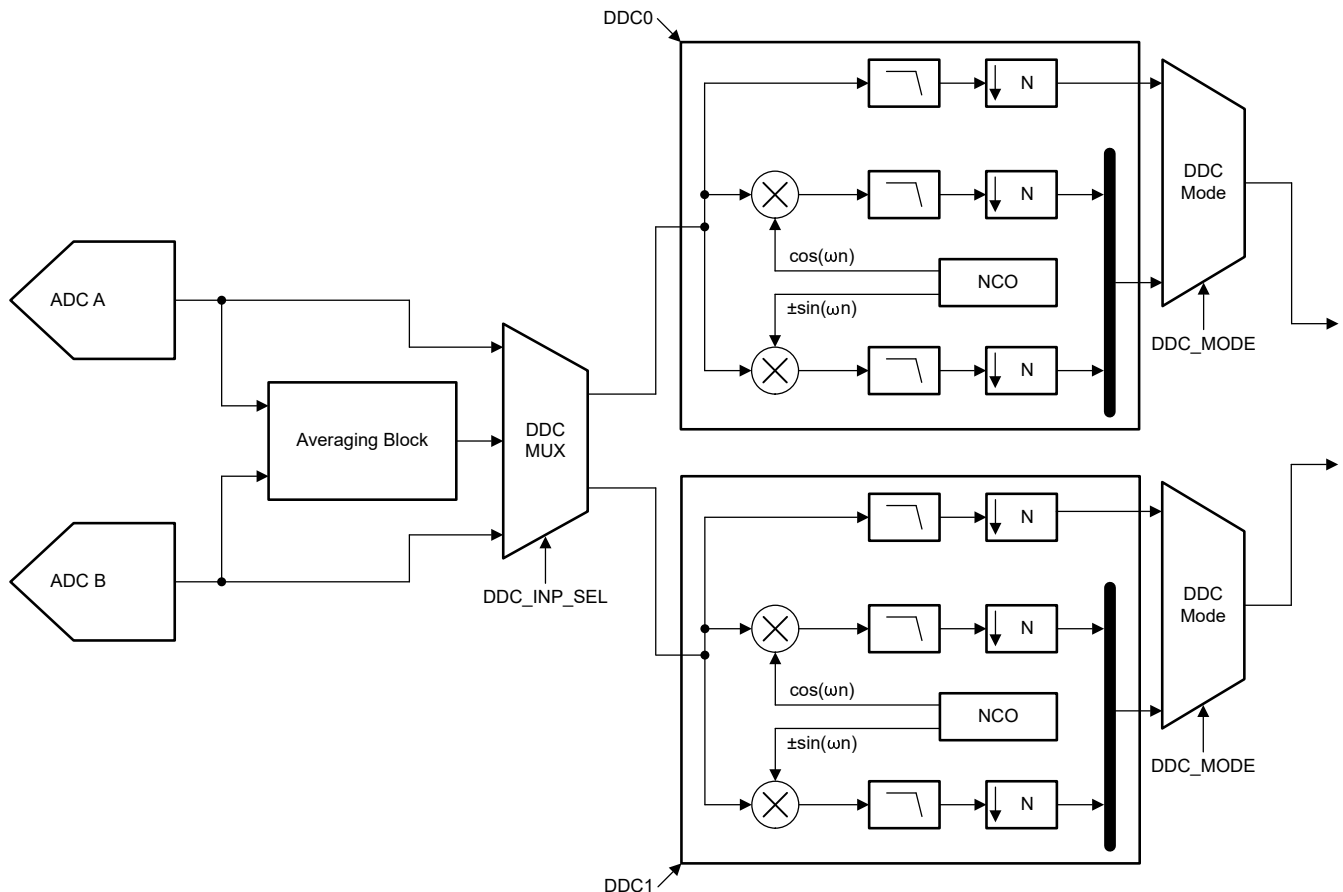 DDC0
N
N
DDC
Mode
cos(ωn)
NCO
±sin(ωn)
DDC_MODE
N
ADC A
Averaging Block
DDC
MUX
ADC B
DDC_INP_SEL
N
N
DDC
Mode
cos(ωn)
NCO
±sin(ωn)
DDC_MODE
N
DDC1